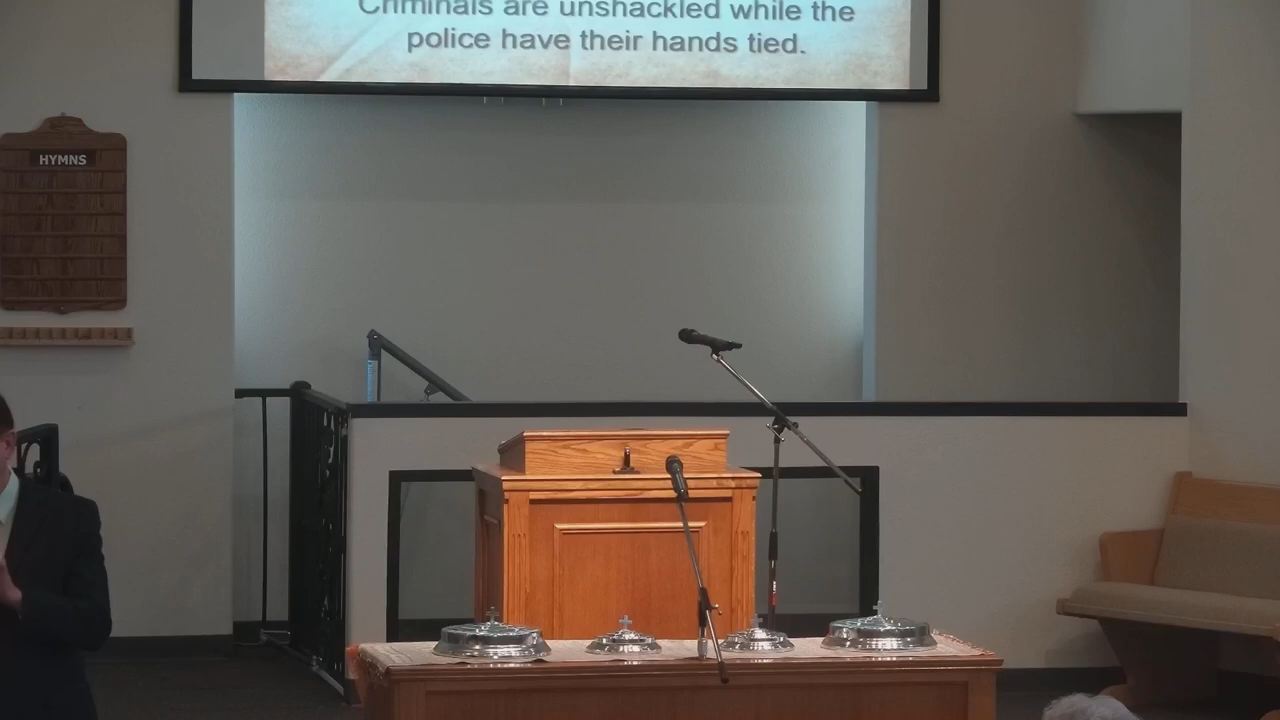 Criminals are unshackled while the
police have their hands tied.
HYMNS